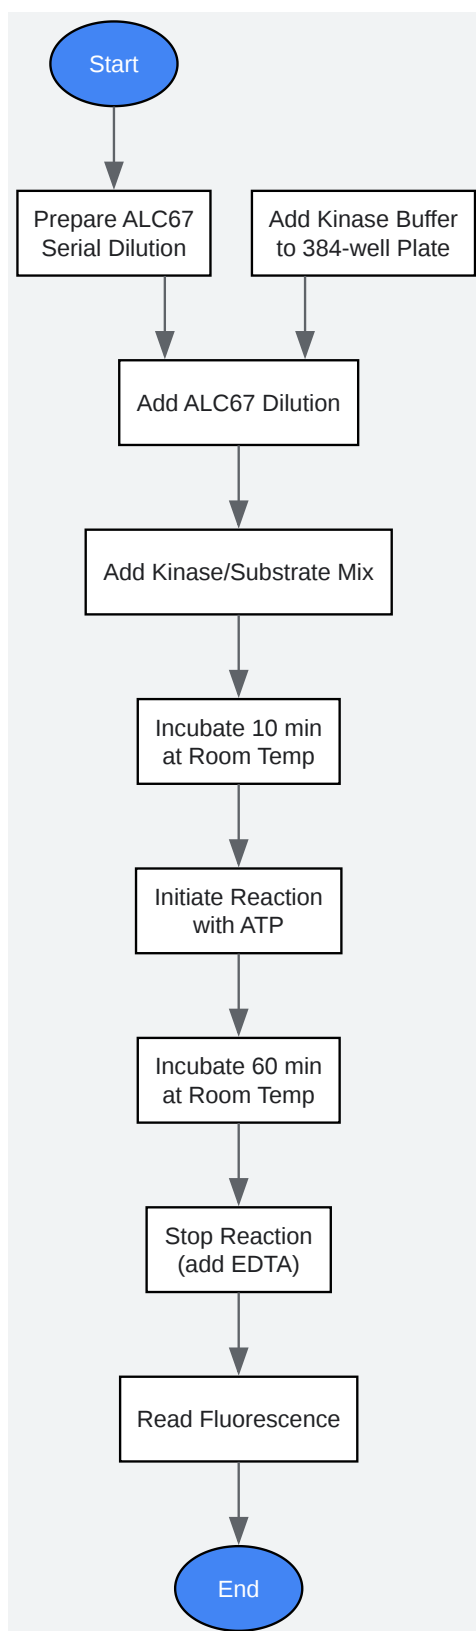 Start
Prepare ALC67
Serial Dilution
Add Kinase Buffer
to 384-well Plate
Add ALC67 Dilution
Add Kinase/Substrate Mix
Incubate 10 min
at Room Temp
Initiate Reaction
with ATP
Incubate 60 min
at Room Temp
Stop Reaction
(add EDTA)
Read Fluorescence
End